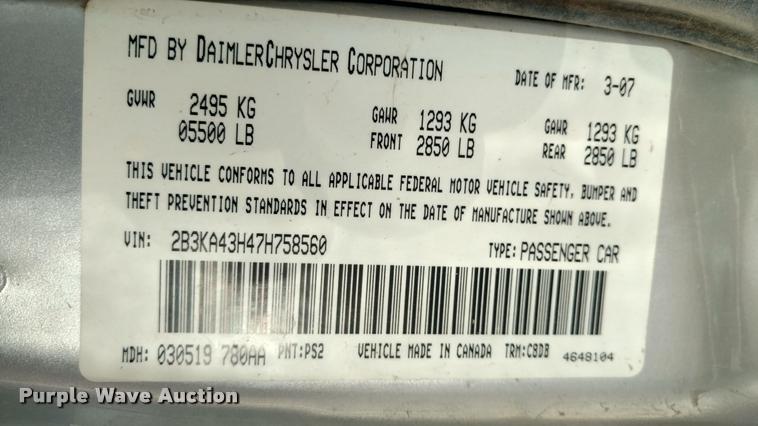 MFD BY DAIMLERCHRYSLER CORPORATION DATE OF MFR: 3-07
GVWR 2495 KG GAWR 1293 KG GAWR 1293 KG
05500 LB FRONT 2850 LB REAR 2850 LB
THIS VEHICLE CONFORMS TO ALL APPLICABLE FEDERAL MOTOR VEHICLE SAFETY, BUMPER AND
THEFT PREVENTION STANDARDS IN EFFECT ON THE DATE OF MANUFACTURE SHOWN ABOVE.
VIN: 2B3KA43H47H758560 TYPE: PASSENGER CAR
MDH: 030519 780AA PNT:PS2 VEHICLE MADE IN CANADA TRM:C8DB 4648104
Purple Wave Auction